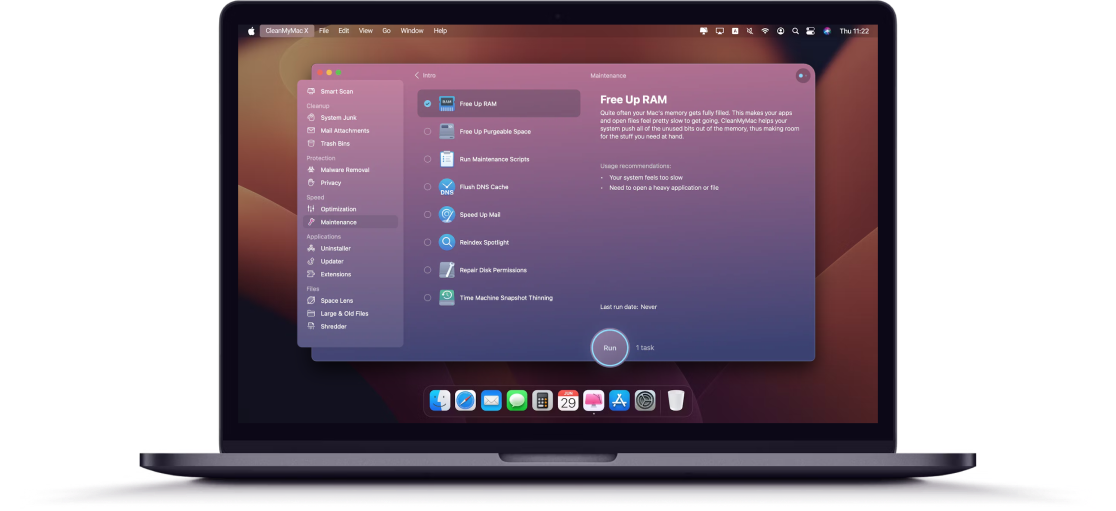 CleanMyMac X File Edit View Go Window Help
A
Thu 11:22
Intro
Maintenance
Smart Scan
Cleanup
System Junk
Mail Attachments
Trash Bins
Protection
Malware Removal
Privacy
Speed
Optimization
Maintenance
Applications
Uninstaller
Updater
Extensions
Files
Space Lens
Large & Old Files
Shredder
RAM
Free Up RAM
Free Up Purgeable Space
Run Maintenance Scripts
DNS
Flush DNS Cache
Speed Up Mail
Reindex Spotlight
Repair Disk Permissions
Time Machine Snapshot Thinning
Free Up RAM
Quite often your Mac's memory gets fully filled. This makes your apps
and open files feel pretty slow to get going. CleanMyMac helps your
system push all of the unused bits out of the memory, thus making room
for the stuff you need at hand.
Usage recommendations:
• Your system feels too slow
• Need to open a heavy application or file
Last run date: Never
Run
1 task
JUN
29